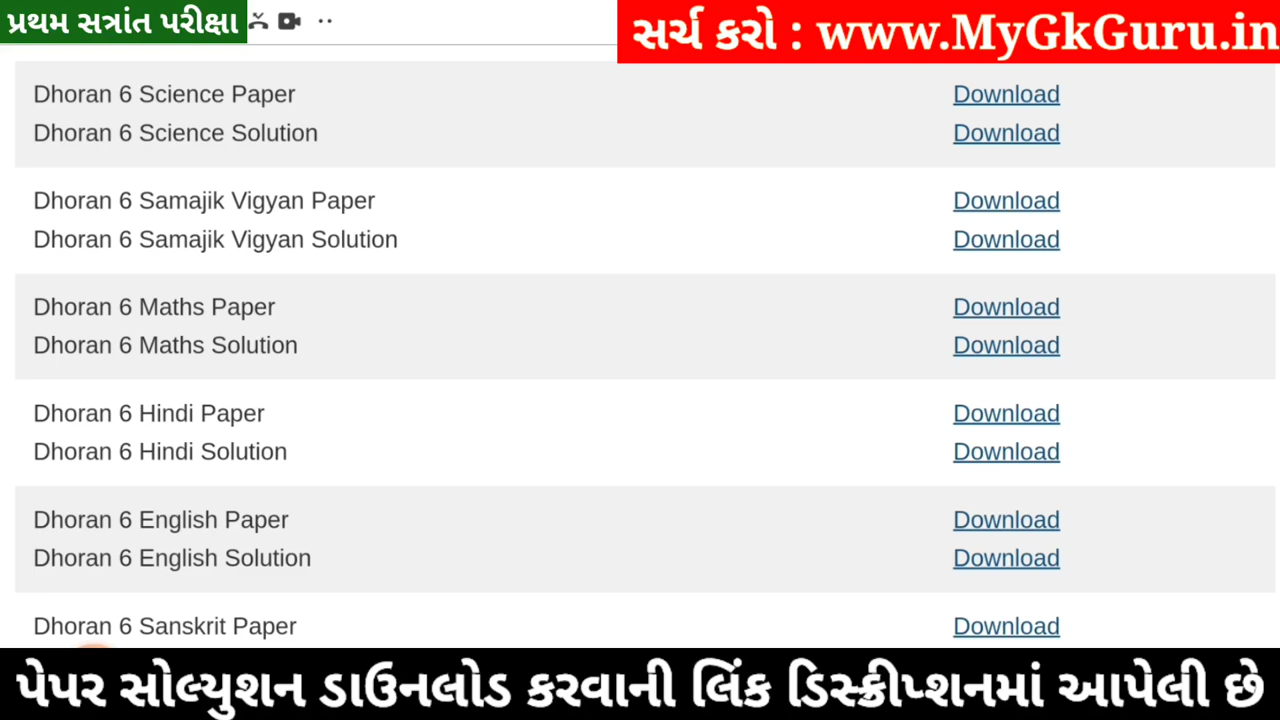 પ્રથમ સત્રાંત પરીક્ષા
સર્ચ કરો : www.MyGkGuru.in
Dhoran 6 Science Paper Download
Dhoran 6 Science Solution Download
Dhoran 6 Samajik Vigyan Paper Download
Dhoran 6 Samajik Vigyan Solution Download
Dhoran 6 Maths Paper Download
Dhoran 6 Maths Solution Download
Dhoran 6 Hindi Paper Download
Dhoran 6 Hindi Solution Download
Dhoran 6 English Paper Download
Dhoran 6 English Solution Download
Dhoran 6 Sanskrit Paper Download
પેપર સોલ્યુશન ડાઉનલોડ કરવાની લિંક ડિસ્ક્રીપ્શનમાં આપેલી છે